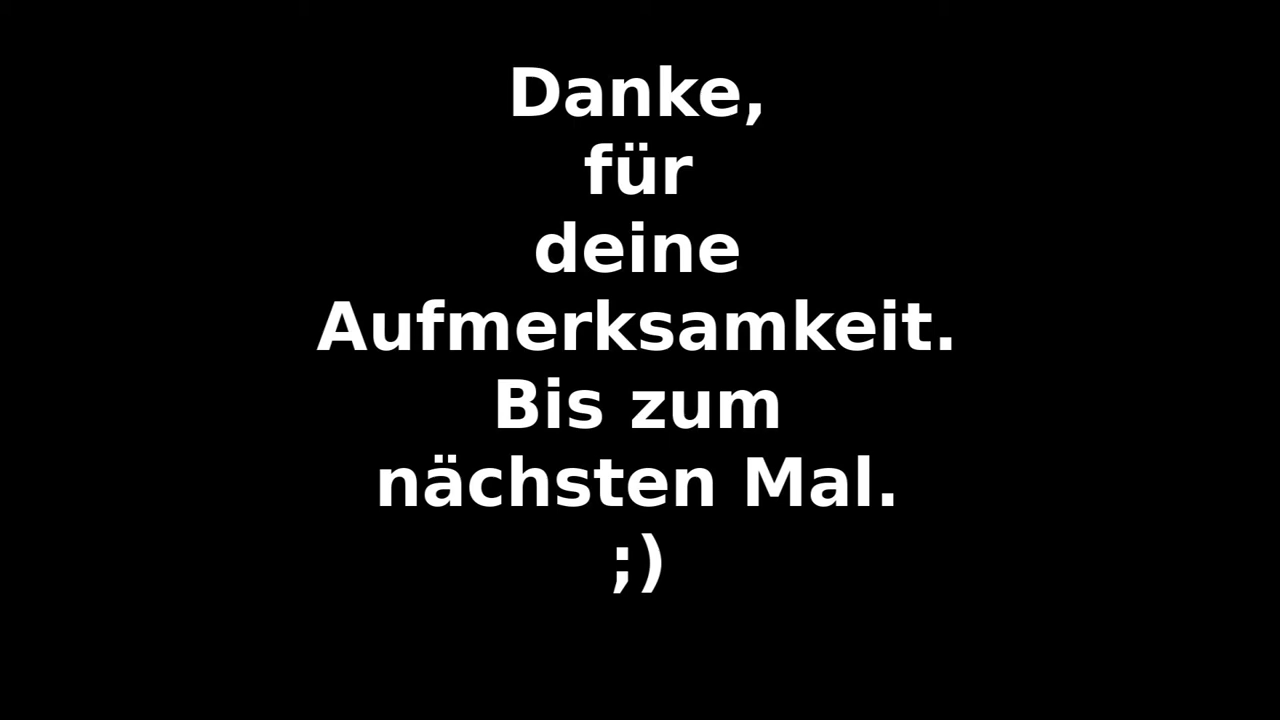 Danke,
für
deine
Aufmerksamkeit.
Bis zum
nächsten Mal.
;)